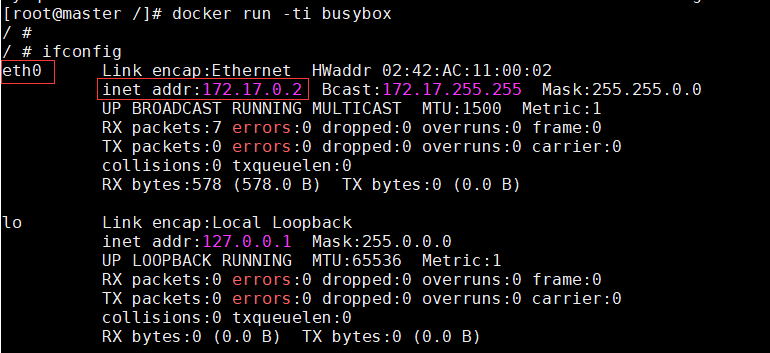 [root@master /]# docker run -ti busybox
/ #
/ # ifconfig
eth0      Link encap:Ethernet  HWaddr 02:42:AC:11:00:02
          inet addr:172.17.0.2  Bcast:172.17.255.255  Mask:255.255.0.0
          UP BROADCAST RUNNING MULTICAST  MTU:1500  Metric:1
          RX packets:7 errors:0 dropped:0 overruns:0 frame:0
          TX packets:0 errors:0 dropped:0 overruns:0 carrier:0
          collisions:0 txqueuelen:0
          RX bytes:578 (578.0 B)  TX bytes:0 (0.0 B)
lo        Link encap:Local Loopback
          inet addr:127.0.0.1  Mask:255.0.0.0
          UP LOOPBACK RUNNING  MTU:65536  Metric:1
          RX packets:0 errors:0 dropped:0 overruns:0 frame:0
          TX packets:0 errors:0 dropped:0 overruns:0 carrier:0
          collisions:0 txqueuelen:0
          RX bytes:0 (0.0 B)  TX bytes:0 (0.0 B)